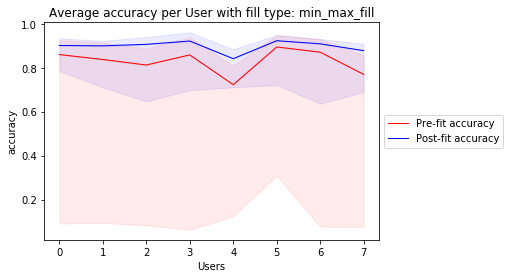 Average accuracy per User with fill type: min_max_fill
1.0
0.8
0.6
0.4
0.2
accuracy
0 1 2 3 4 5 6 7
Users
Pre-fit accuracy
Post-fit accuracy